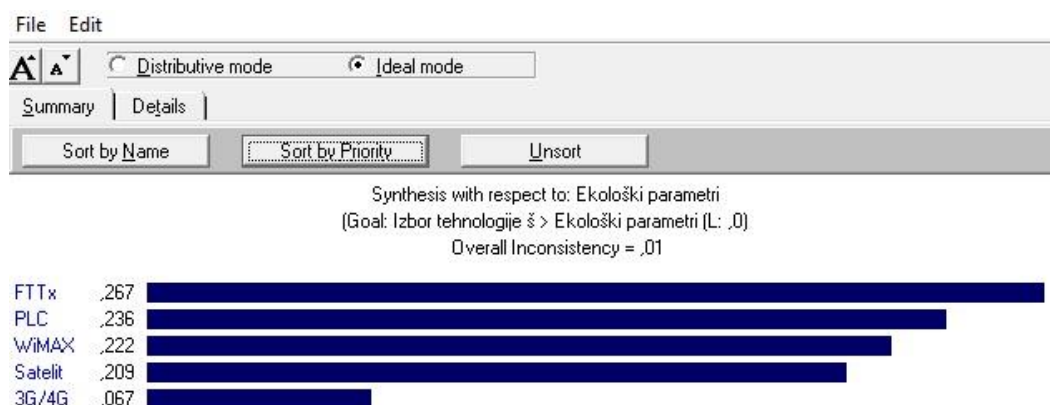 File Edit
A A Distributive mode Ideal mode
Summary Details
Sort by Name Sort by Priority Unsort
Synthesis with respect to: Ekološki parametri
(Goal: Izbor tehnologije š > Ekološki parametri (L: ,0)
Overall Inconsistency = ,01
FTTx ,267
PLC ,236
WiMAX ,222
Satelit ,209
3G/4G ,067